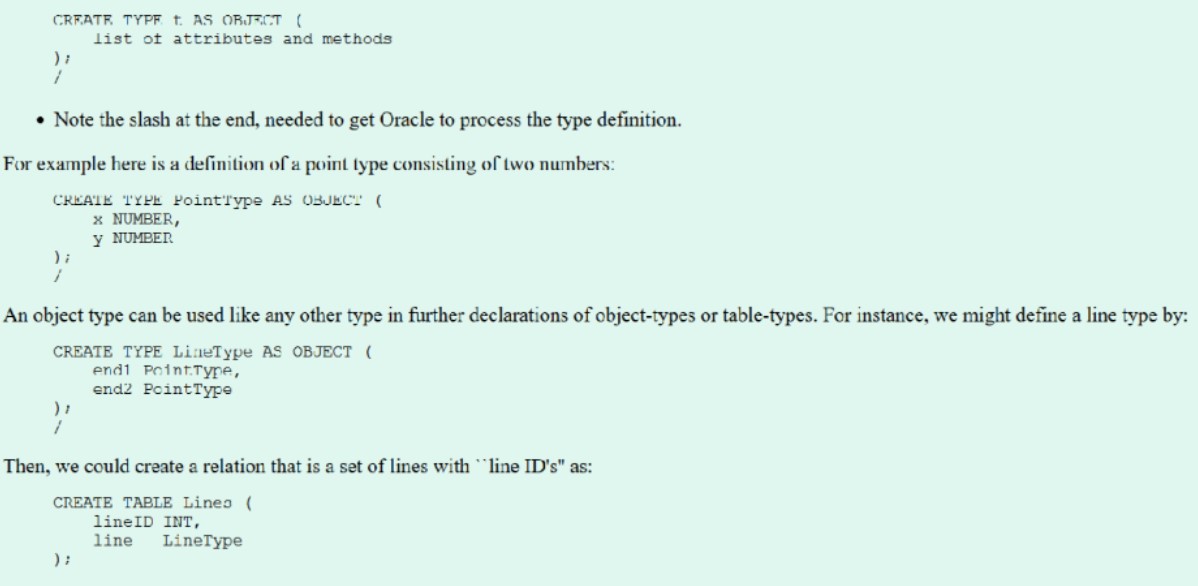 CREATE TYPE t AS OBJECT (
list of attributes and methods
);
/
• Note the slash at the end, needed to get Oracle to process the type definition.
For example here is a definition of a point type consisting of two numbers:
CREATE TYPE PointType AS OBJECT (
x NUMBER,
y NUMBER
);
/
An object type can be used like any other type in further declarations of object-types or table-types. For instance, we might define a line type by:
CREATE TYPE LineType AS OBJECT (
end1 PointType,
end2 PointType
);
/
Then, we could create a relation that is a set of lines with ``line ID's" as:
CREATE TABLE Lines (
lineID INT,
line LineType
);